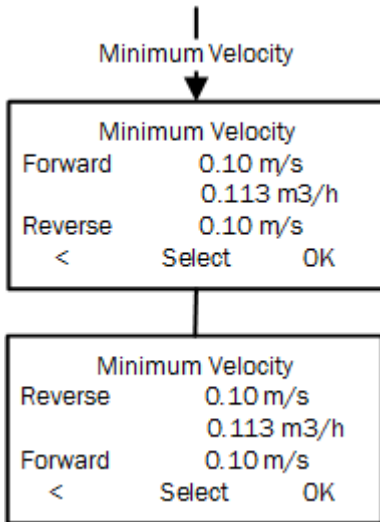 Minimum Velocity
Minimum Velocity
Forward 0.10 m/s
0.113 m3/h
Reverse 0.10 m/s
< Select OK
Minimum Velocity
Reverse 0.10 m/s
0.113 m3/h
Forward 0.10 m/s
< Select OK